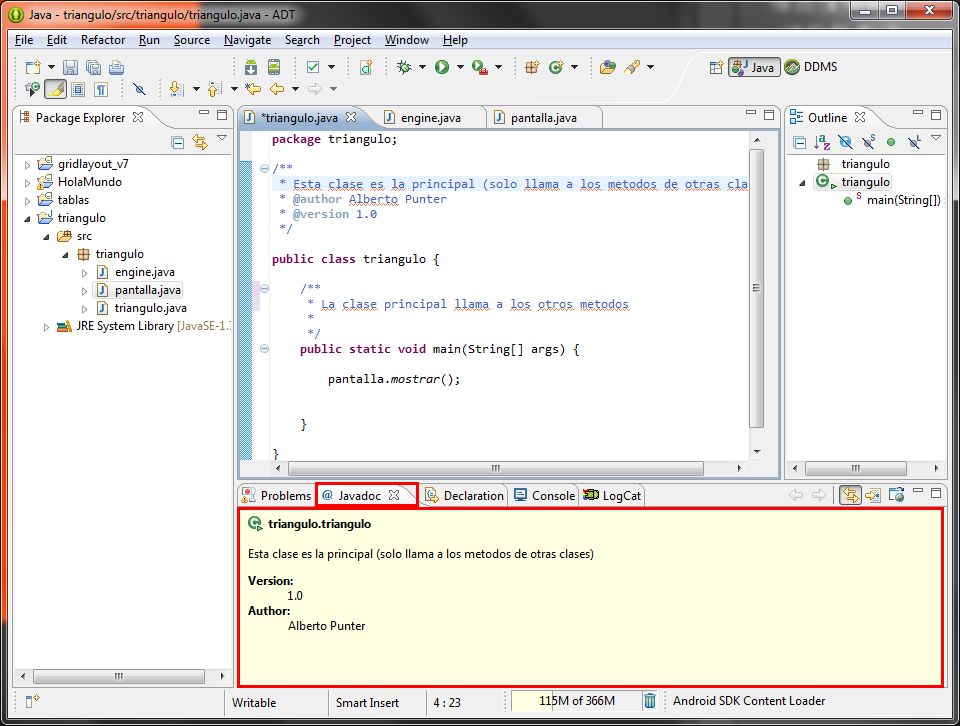 Java - triangulo/src/triangulo/triangulo.java - ADT
File Edit Refactor Run Source Navigate Search Project Window Help
Java DDMS
Package Explorer
gridlayout_v7
HolaMundo
tablas
triangulo
src
triangulo
engine.java
pantalla.java
triangulo.java
JRE System Library [JavaSE-1.
*triangulo.java engine.java pantalla.java
package triangulo;
/**
* Esta clase es la principal (solo llama a los metodos de otras cla
* @author Alberto Punter
* @version 1.0
*/
public class triangulo {
/**
* La clase principal llama a los otros metodos
*
*/
public static void main(String[] args) {
pantalla.mostrar();
}
}
Outline
triangulo
triangulo
main(String[])
Problems @ Javadoc Declaration Console LogCat
triangulo.triangulo
Esta clase es la principal (solo llama a los metodos de otras clases)
Version:
1.0
Author:
Alberto Punter
Writable Smart Insert 4 : 23 115M of 366M Android SDK Content Loader